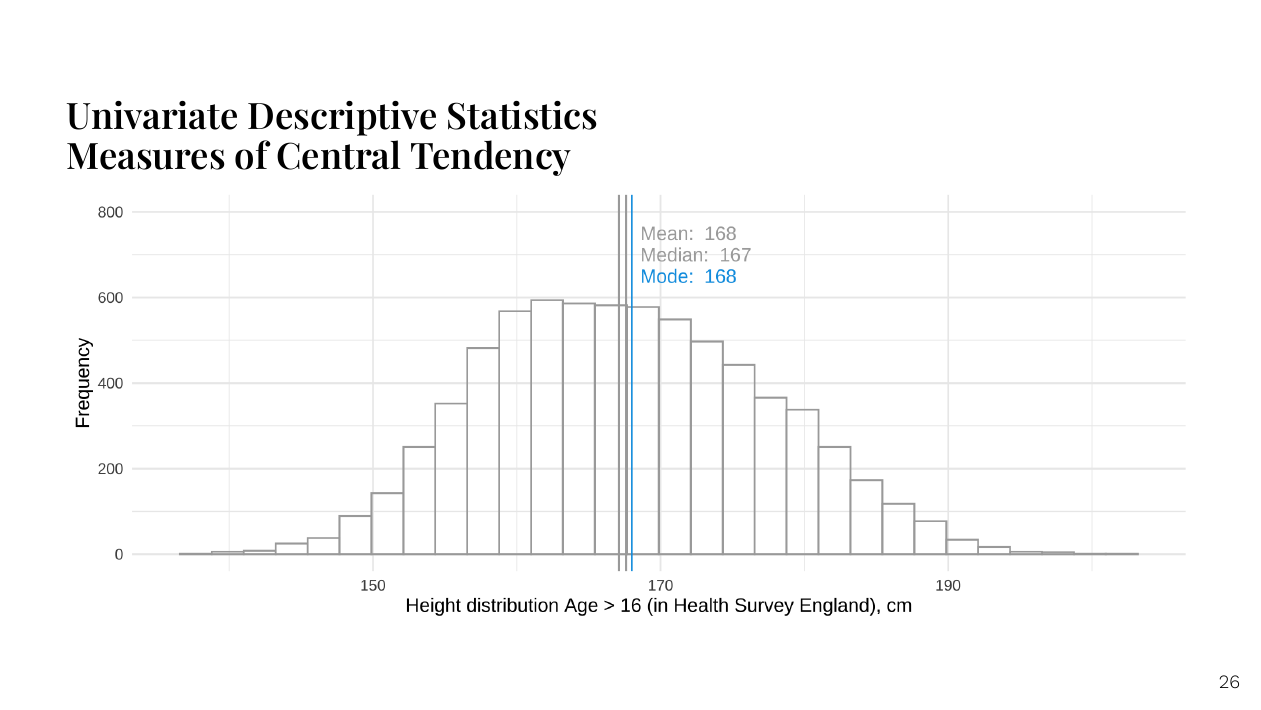 Univariate Descriptive Statistics
Measures of Central Tendency
800
600
400
200
0
Frequency
Mean:  168
Median:  167
Mode:  168
150
170
190
Height distribution Age > 16 (in Health Survey England), cm
26